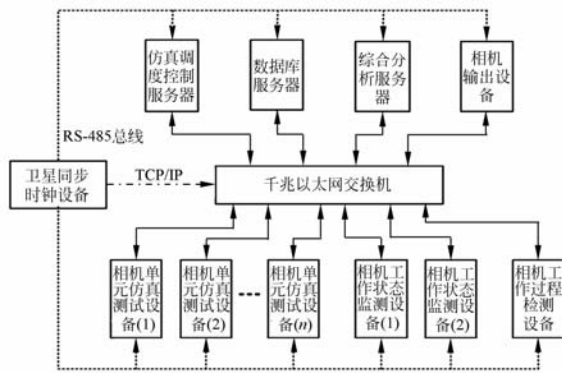 仿真调
度控制
服务器
数据库
服务器
综合分
析服务
器
相机
输出设
备
RS-485总线
卫星同步
时钟设备
TCP/IP
千兆以太网交换机
相机单
元仿真
测试设
备(1)
相机单
元仿真
测试设
备(2)
相机单
元仿真
测试设
备(n)
相机工
作状态
监测设
备(1)
相机工
作状态
监测设
备(2)
相机工
作过程
检测
设备